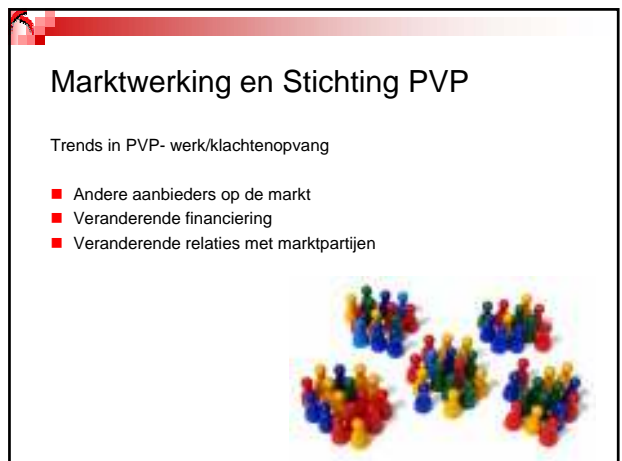 Marktwerking en Stichting PVP
Trends in PVP- werk/klachtenopvang
Andere aanbieders op de markt
Veranderende financiering
Veranderende relaties met marktpartijen